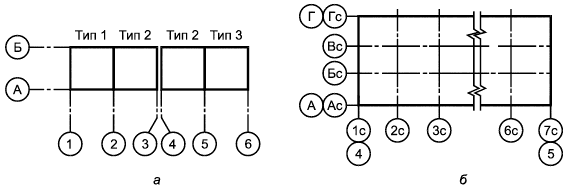 Тип 1 Тип 2 Тип 2 Тип 3
Б
А
1 2 3 4 5 6
а
Г Гс
Вс
Бс
А Ас
1с 2с 3с 6с 7с
4 5
б